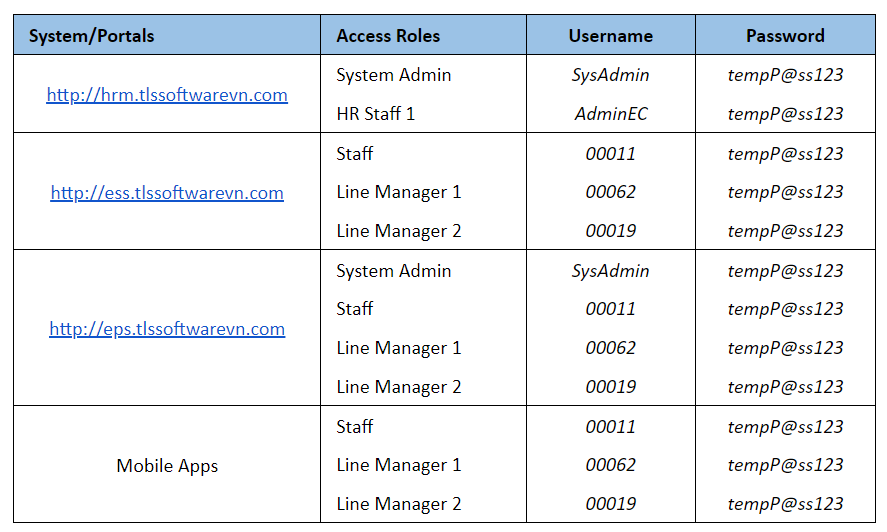 System/Portals Access Roles Username Password
System Admin SysAdmin tempP@ss123
http://hrm.tlssoftwarevn.com
HR Staff 1 AdminEC tempP@ss123
Staff 00011 tempP@ss123
http://ess.tlssoftwarevn.com Line Manager 1 00062 tempP@ss123
Line Manager 2 00019 tempP@ss123
System Admin SysAdmin tempP@ss123
Staff 00011 tempP@ss123
http://eps.tlssoftwarevn.com
Line Manager 1 00062 tempP@ss123
Line Manager 2 00019 tempP@ss123
Staff 00011 tempP@ss123
Mobile Apps Line Manager 1 00062 tempP@ss123
Line Manager 2 00019 tempP@ss123